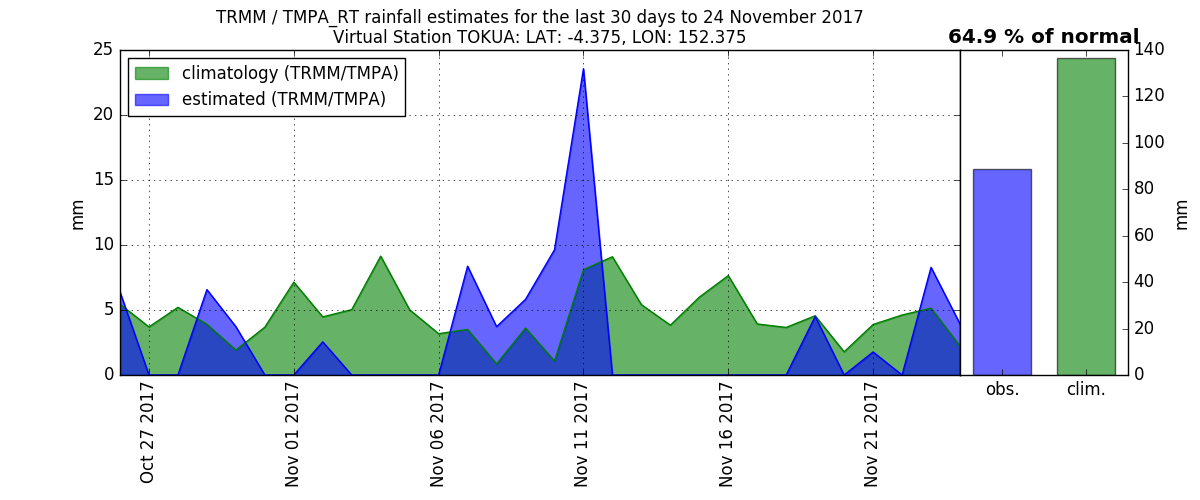 TRMM / TMPA_RT rainfall estimates for the last 30 days to 24 November 2017
Virtual Station TOKUA: LAT: -4.375, LON: 152.375
64.9 % of normal
climatology (TRMM/TMPA)
estimated (TRMM/TMPA)
25
20
15
10
5
0
mm
140
120
100
80
60
40
20
0
mm
Oct 27 2017
Nov 01 2017
Nov 06 2017
Nov 11 2017
Nov 16 2017
Nov 21 2017
obs.
clim.